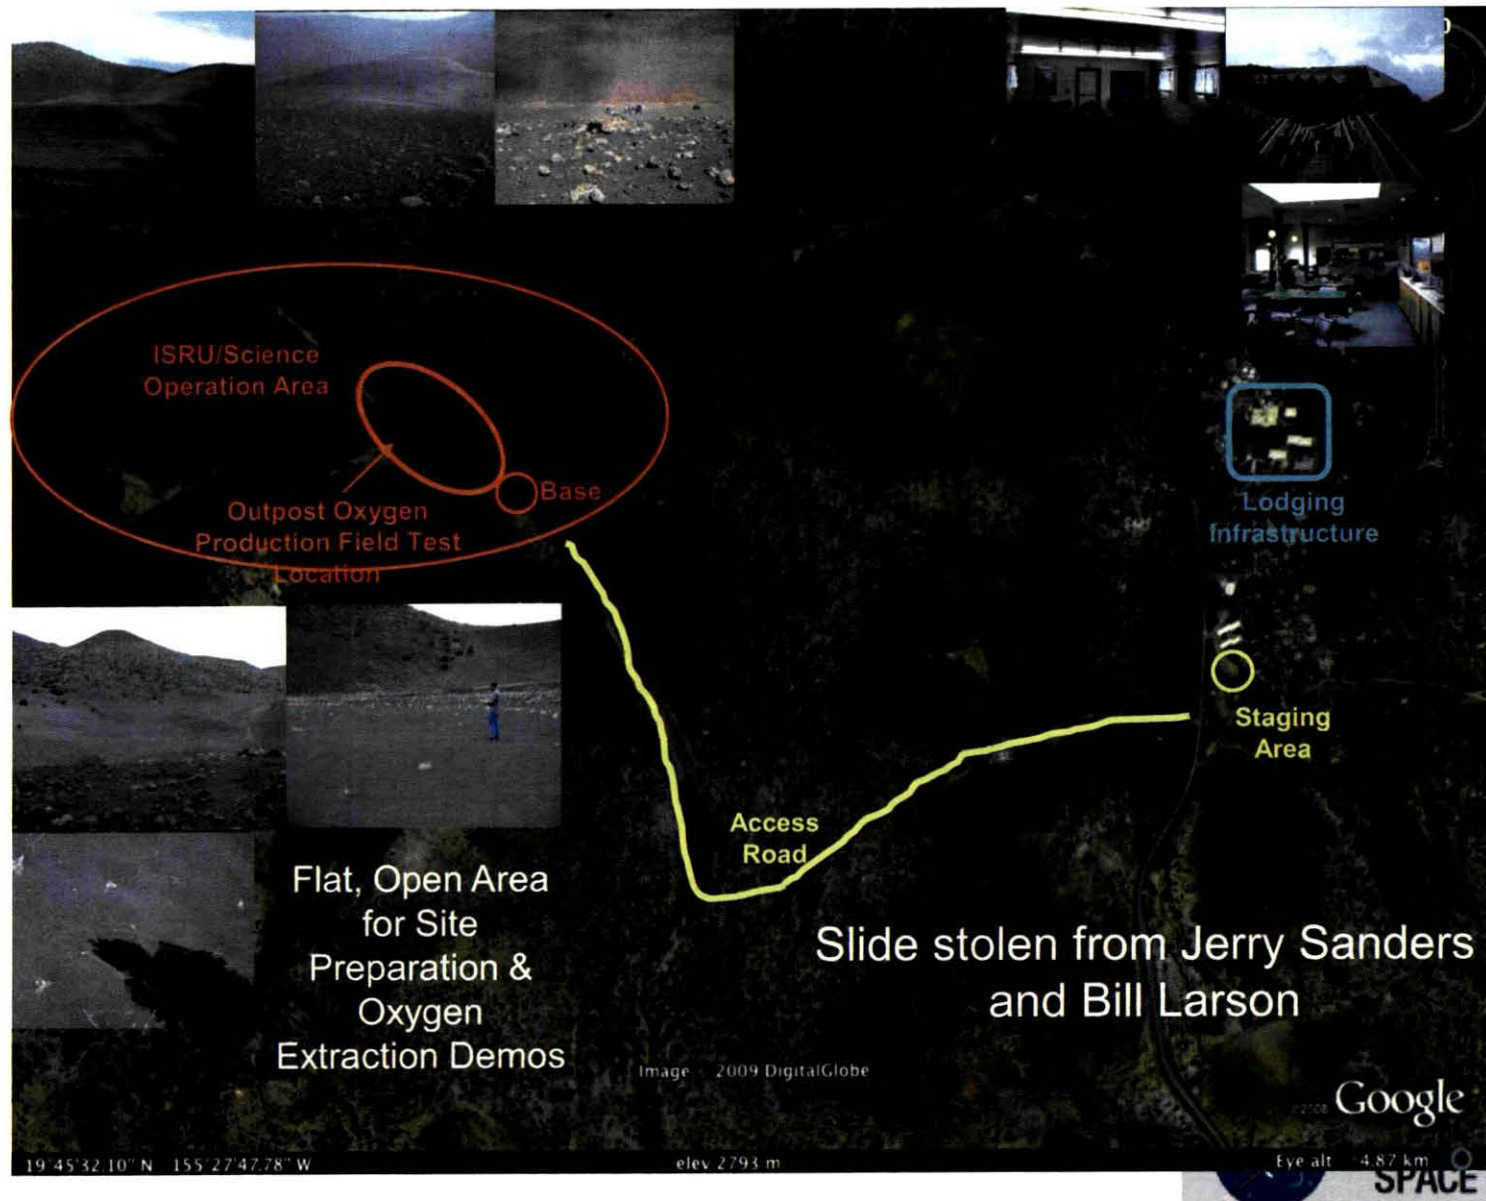 ISRU/Science
Operation Area
Base
Outpost Oxygen
Production Field Test
Location
Lodging
Infrastructure
Staging
Area
Access
Road
Flat, Open Area
for Site
Preparation &
Oxygen
Extraction Demos
Slide stolen from Jerry Sanders
and Bill Larson
Image 2009 DigitalGlobe
©2008 Google
19°45'32.10" N 155°27'47.78" W
elev 2793 m
Eye alt 4.87 km
SPACE